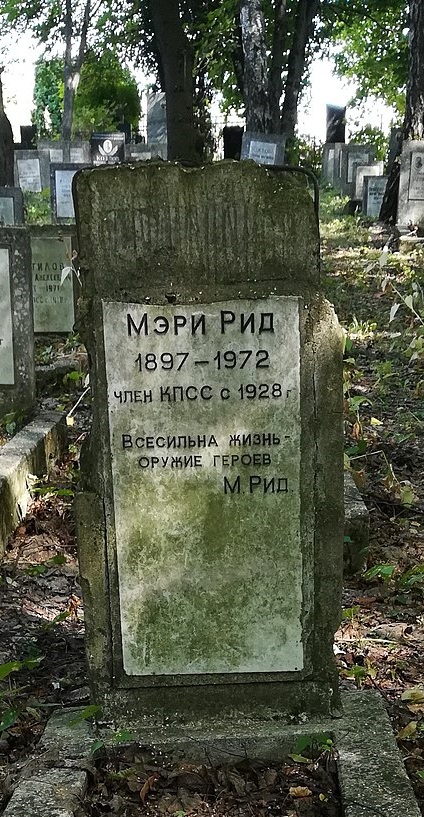 Мэри Рид
1897-1972
член КПСС с 1928 г
Всесильна жизнь-
оружие героев
М. Рид.